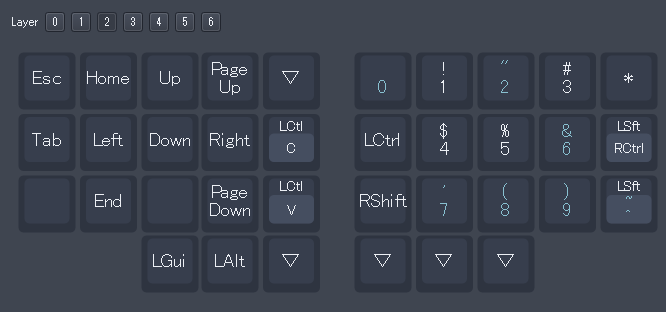 Layer 0 1 2 3 4 5 6
Esc Home Up Page Up ▽ 0 ! 1 " 2 # 3 *
Tab Left Down Right LCtl C LCtrl $ 4 % 5 & 6 LSft RCtrl
End Page Down LCtl V RShift ' 7 ( 8 ) 9 LSft ~ ^
LGui LAlt ▽ ▽ ▽ ▽